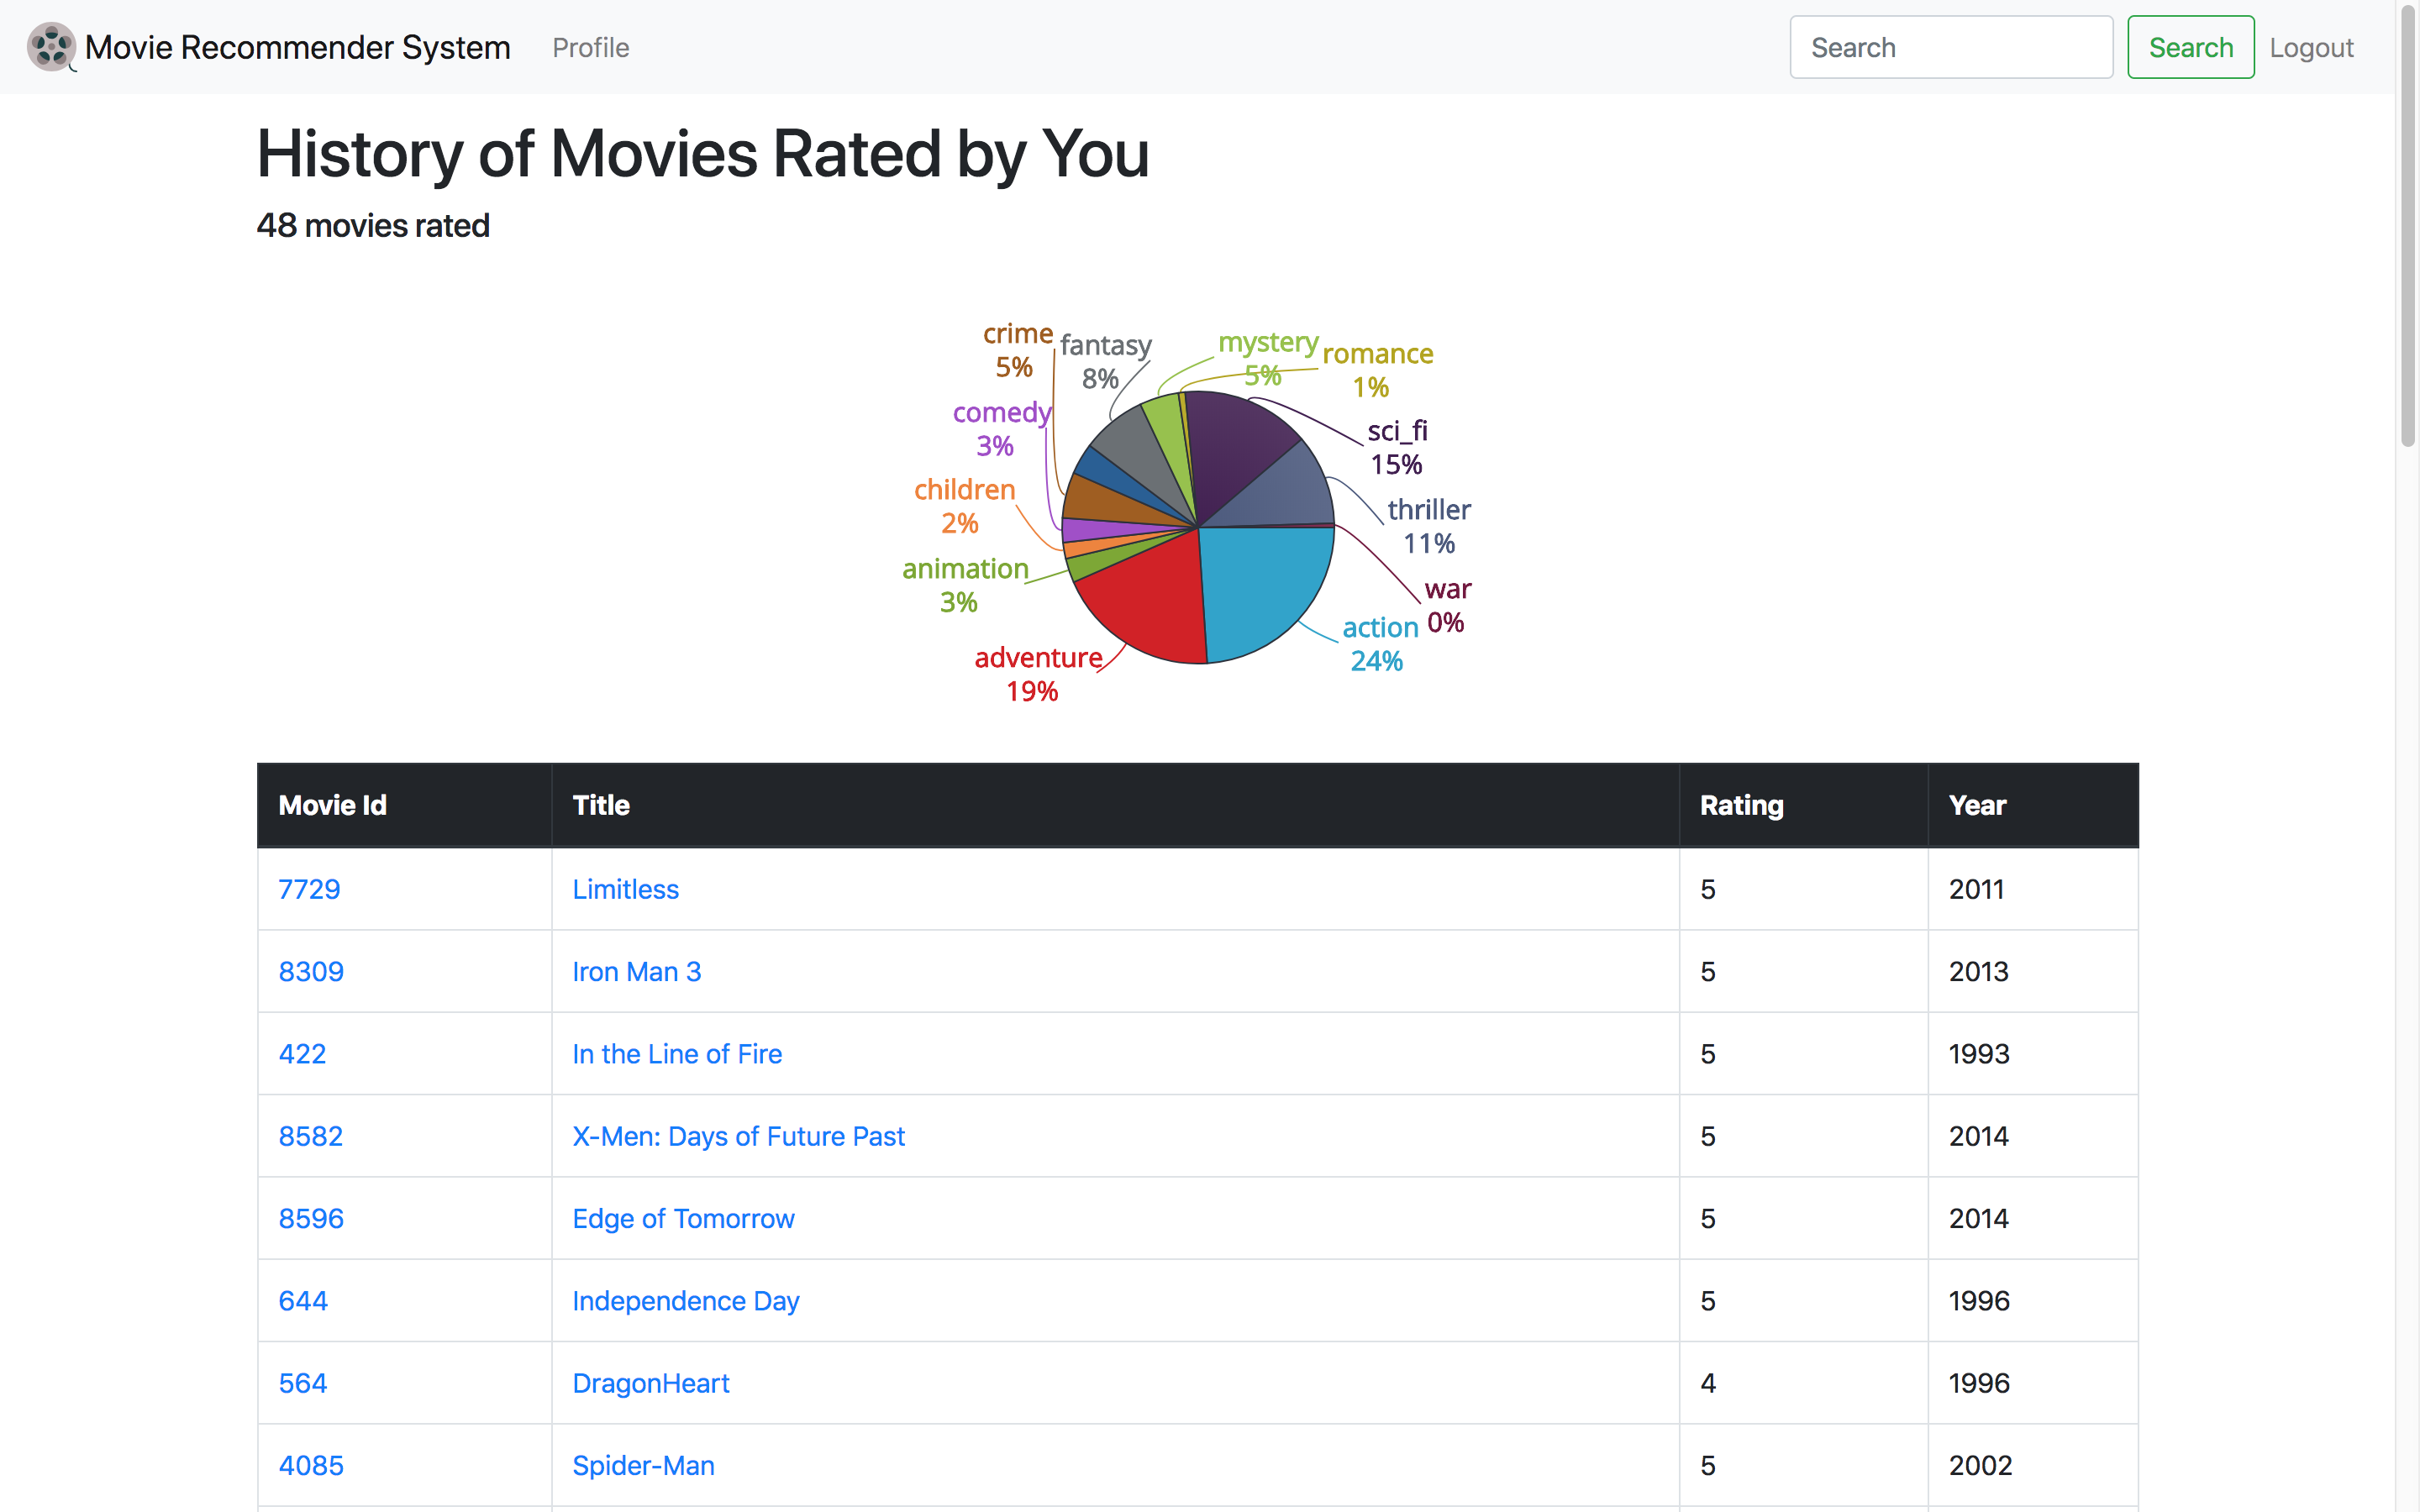 Movie Recommender System Profile Search Search Logout
History of Movies Rated by You
48 movies rated
crime
5%
fantasy
8%
mystery
5%
romance
1%
comedy
3%
sci_fi
15%
children
2%
thriller
11%
animation
3%
war
0%
action
24%
adventure
19%
Movie Id Title Rating Year
7729 Limitless 5 2011
8309 Iron Man 3 5 2013
422 In the Line of Fire 5 1993
8582 X-Men: Days of Future Past 5 2014
8596 Edge of Tomorrow 5 2014
644 Independence Day 5 1996
564 DragonHeart 4 1996
4085 Spider-Man 5 2002